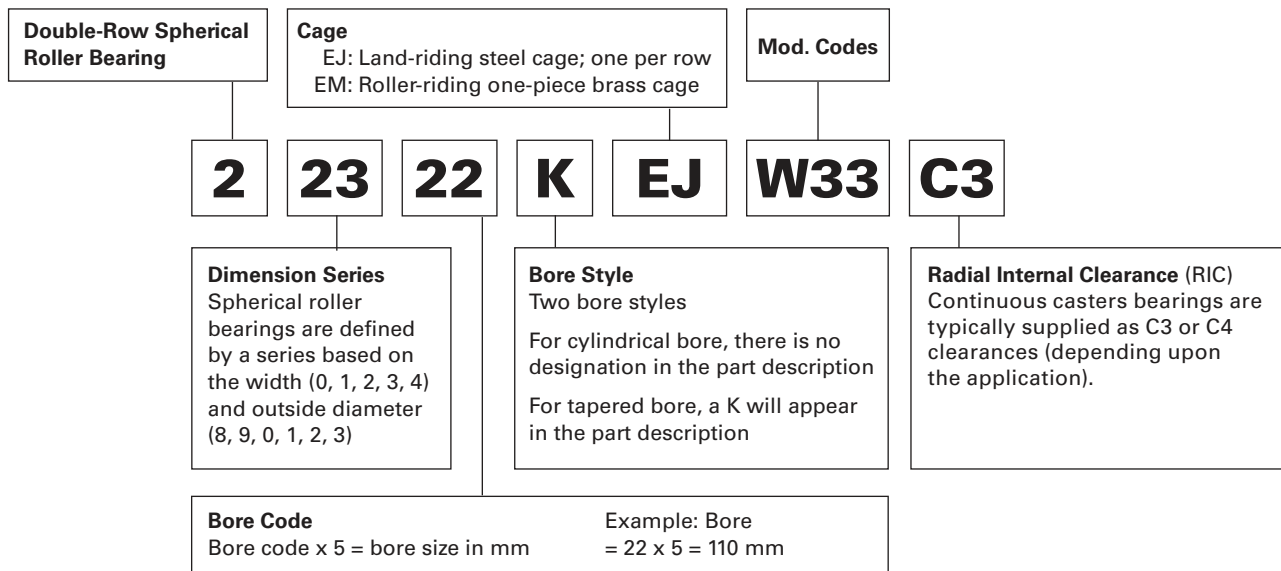 Double-Row Spherical
Roller Bearing
Cage
EJ: Land-riding steel cage; one per row
EM: Roller-riding one-piece brass cage
Mod. Codes
2 23 22 K EJ W33 C3
Dimension Series
Spherical roller
bearings are defined
by a series based on
the width (0, 1, 2, 3, 4)
and outside diameter
(8, 9, 0, 1, 2, 3)
Bore Style
Two bore styles
For cylindrical bore, there is no
designation in the part description
For tapered bore, a K will appear
in the part description
Radial Internal Clearance (RIC)
Continuous casters bearings are
typically supplied as C3 or C4
clearances (depending upon
the application).
Bore Code
Bore code x 5 = bore size in mm
Example: Bore
= 22 x 5 = 110 mm